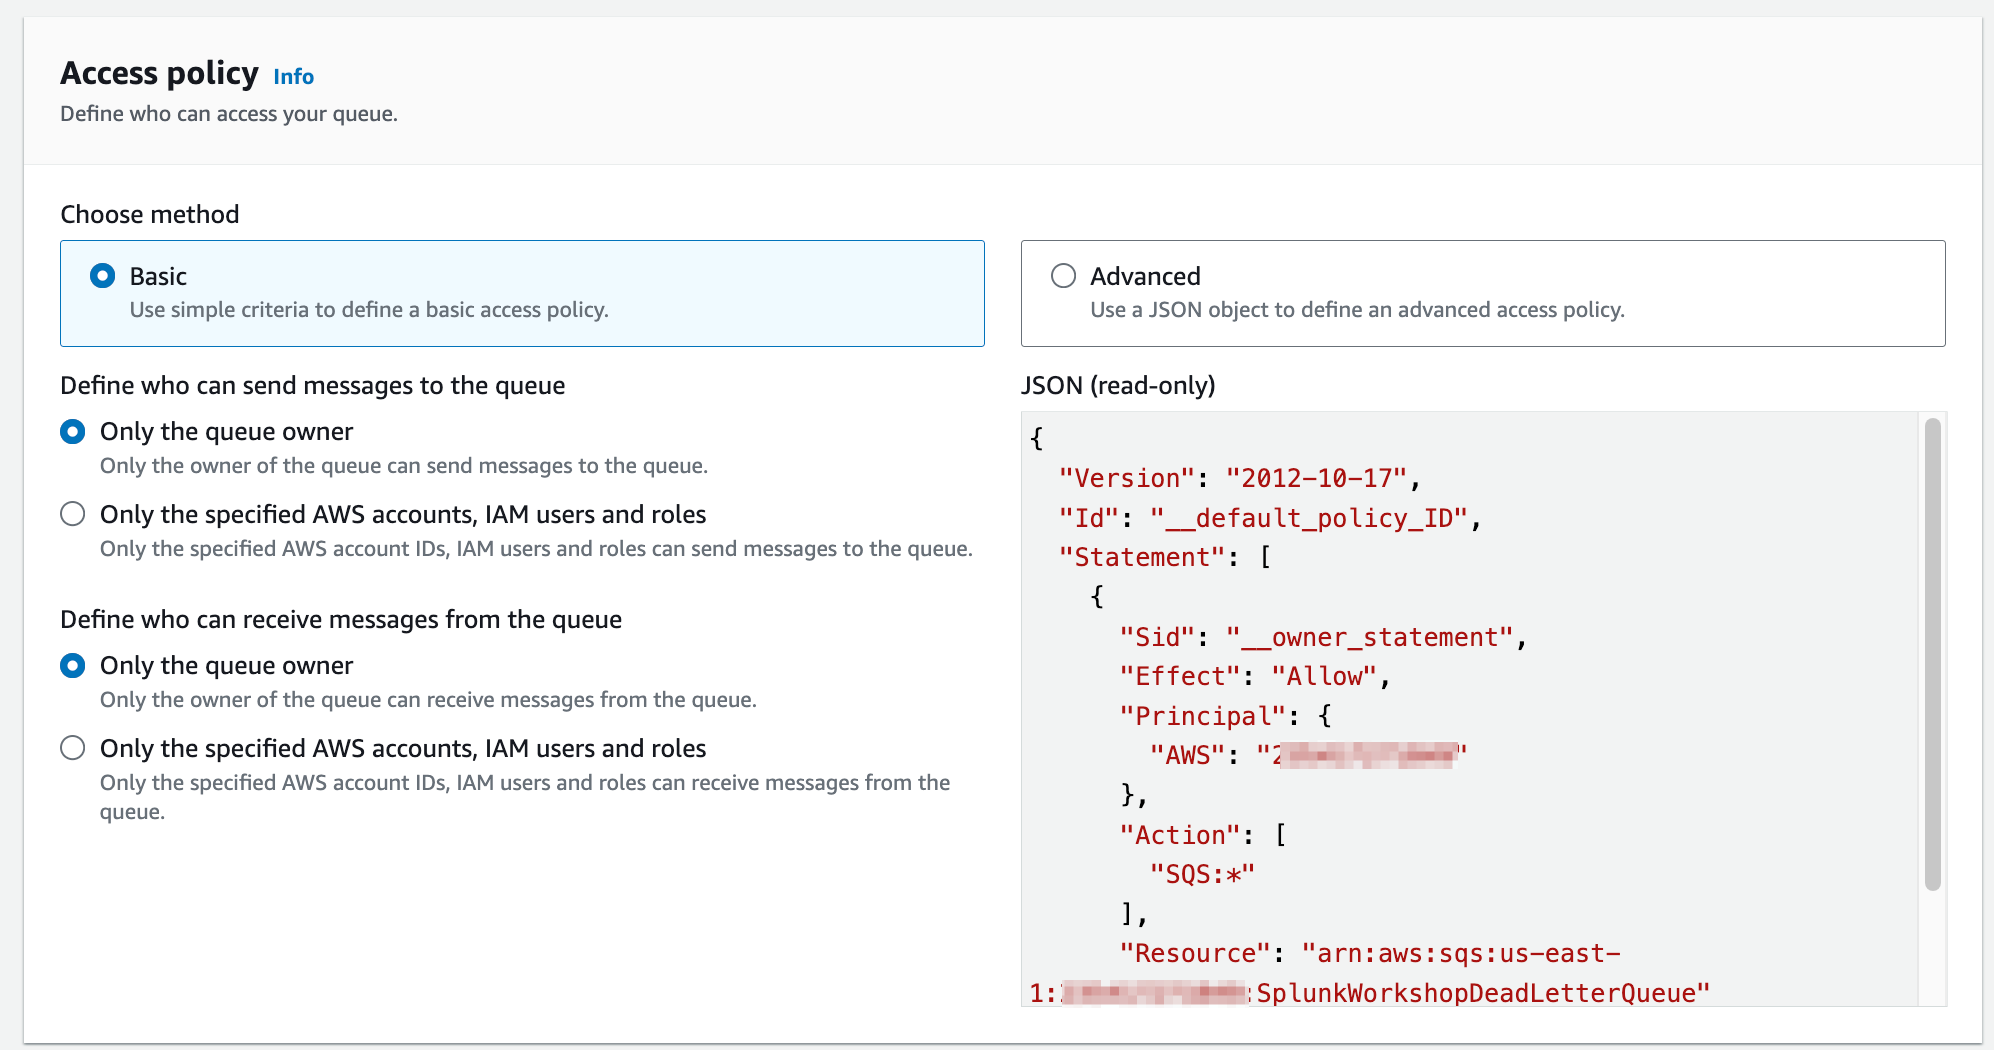 Access policy Info
Define who can access your queue.
Choose method
Basic
Use simple criteria to define a basic access policy.
Advanced
Use a JSON object to define an advanced access policy.
Define who can send messages to the queue
Only the queue owner
Only the owner of the queue can send messages to the queue.
Only the specified AWS accounts, IAM users and roles
Only the specified AWS account IDs, IAM users and roles can send messages to the queue.
Define who can receive messages from the queue
Only the queue owner
Only the owner of the queue can receive messages from the queue.
Only the specified AWS accounts, IAM users and roles
Only the specified AWS account IDs, IAM users and roles can receive messages from the
queue.
JSON (read-only)
{
"Version": "2012-10-17",
"Id": "__default_policy_ID",
"Statement": [
{
"Sid": "__owner_statement",
"Effect": "Allow",
"Principal": {
"AWS": "2"
},
"Action": [
"SQS:*"
],
"Resource": "arn:aws:sqs:us-east-
1::SplunkWorkshopDeadLetterQueue"